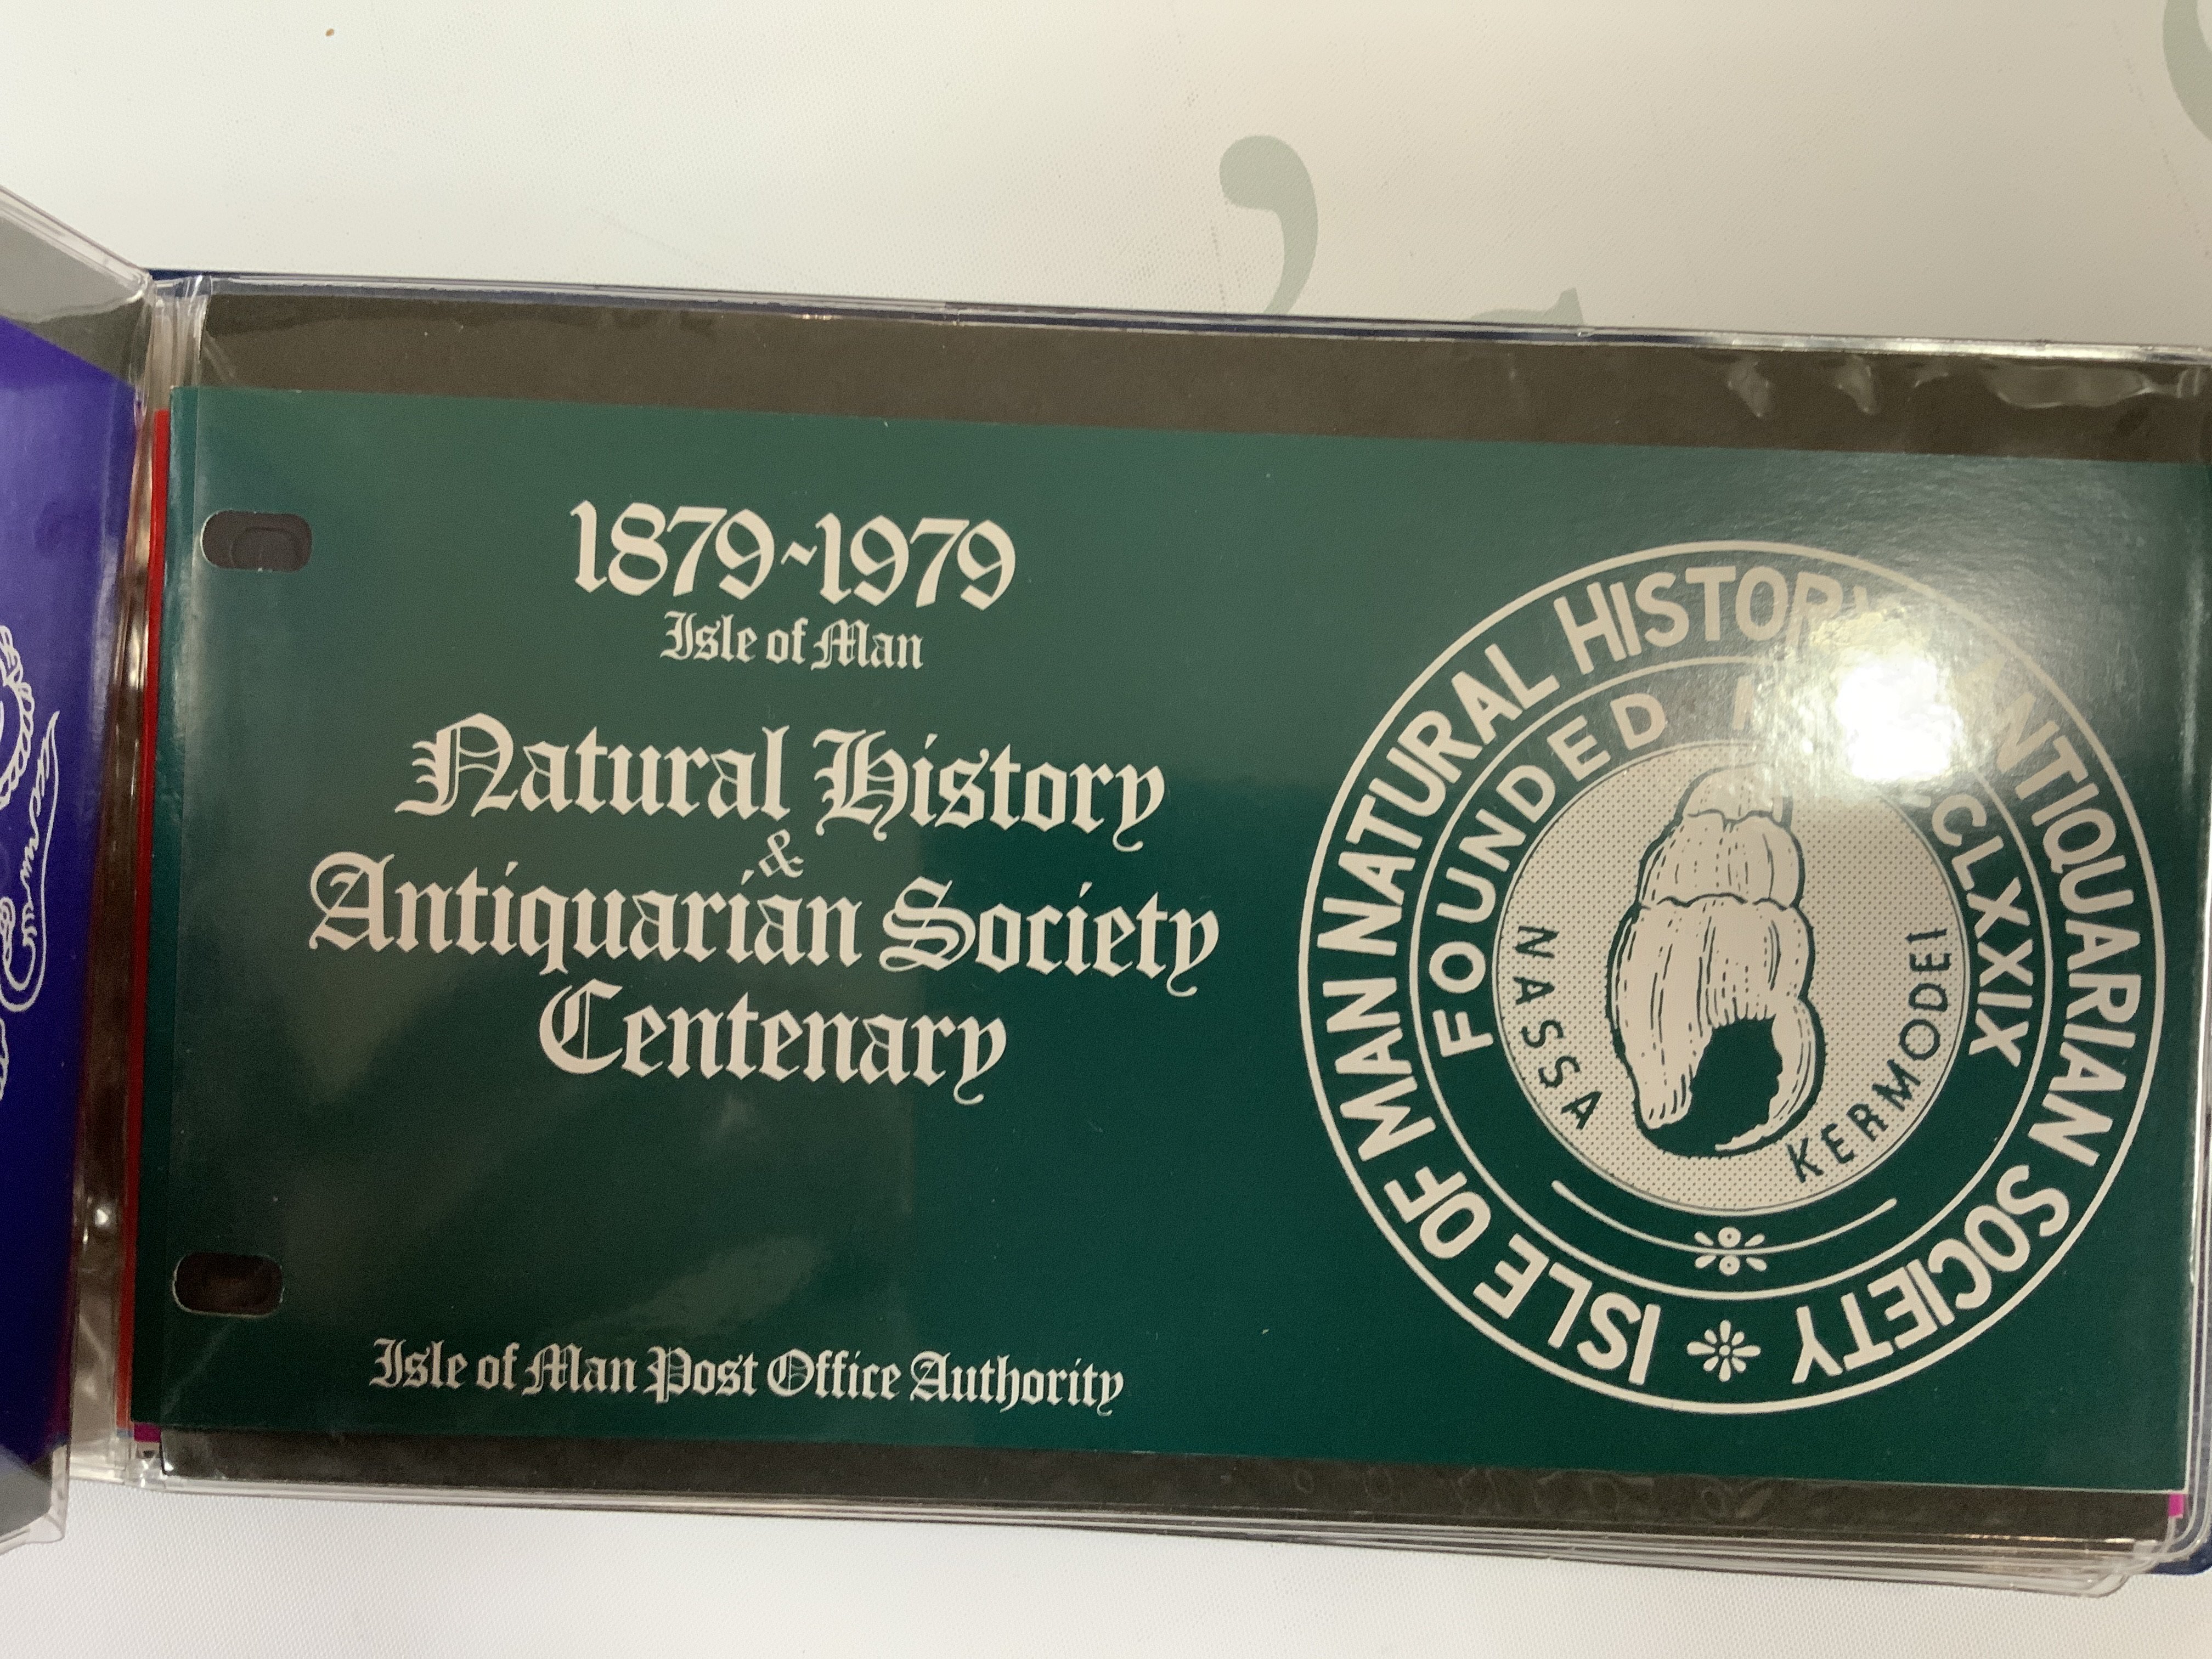 1879~1979
Isle of Man
Natural History
&
Antiquarian Society
Centenary
Isle of Man Post Office Authority
ISLE OF MAN NATURAL HISTORY ANTIQUARIAN SOCIETY
FOUNDED
NASSA
KERMODEI